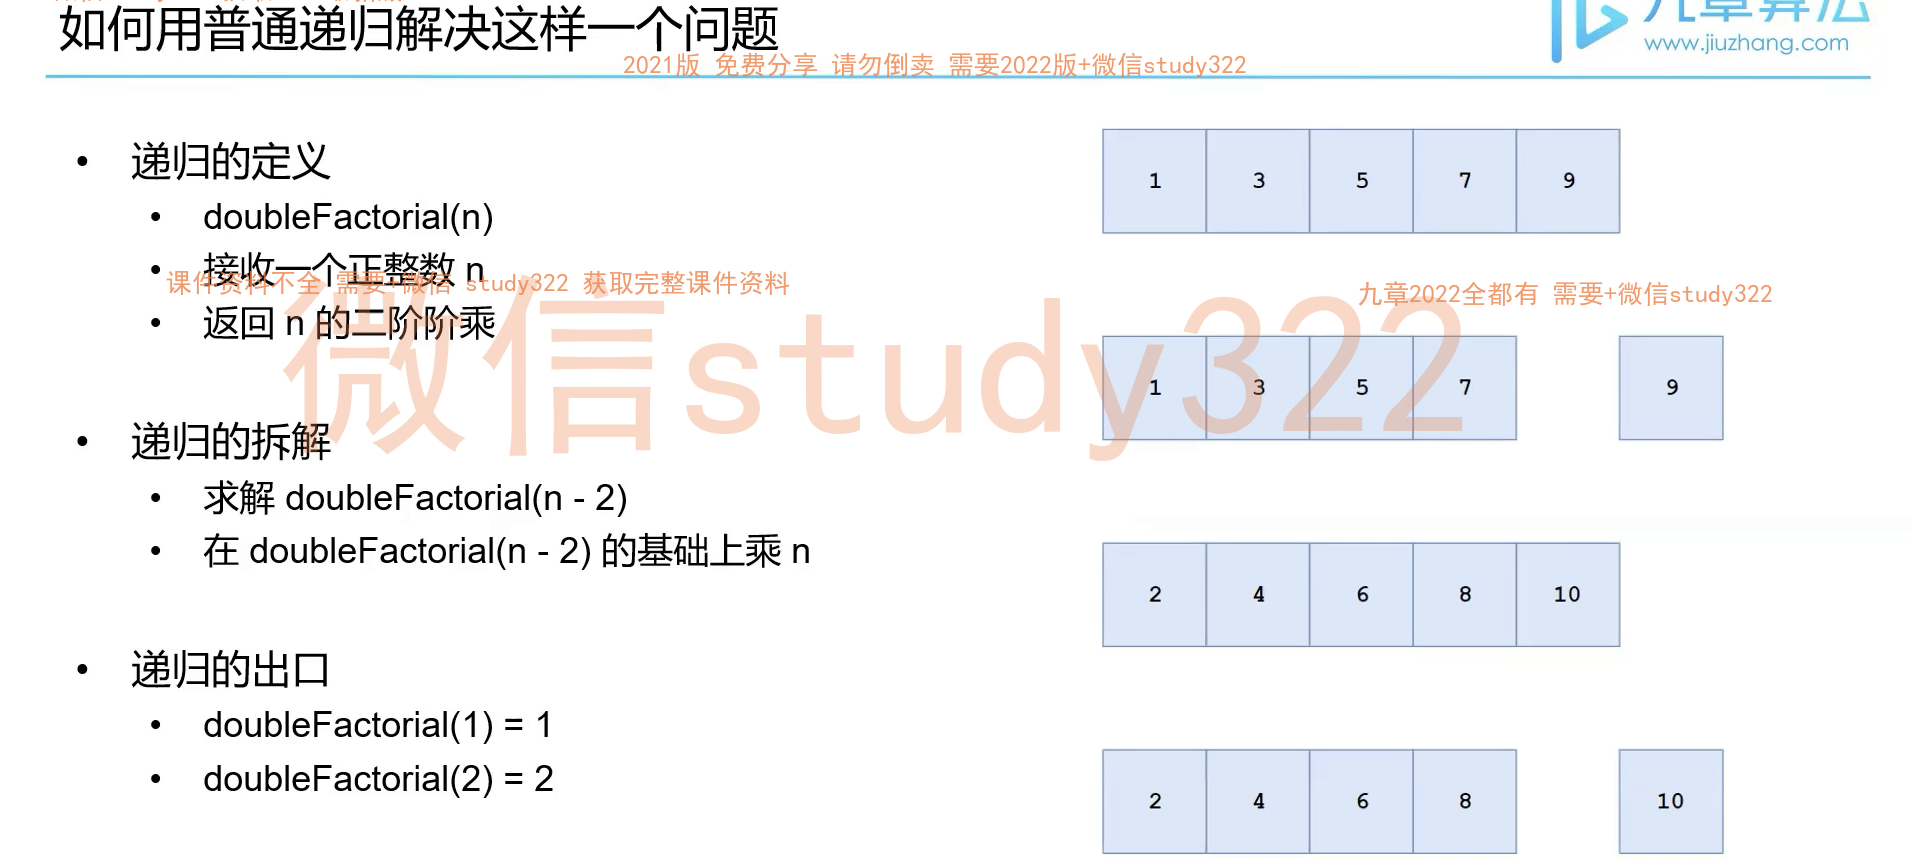 如何用普通递归解决这样一个问题
九章算法
www.jiuzhang.com
2021版 免费分享 请勿倒卖 需要2022版+微信study322
• 递归的定义
• doubleFactorial(n)
• 接收一个正整数 n
课件资料不全 需要+微信 study322 获取完整课件资料
• 返回 n 的二阶阶乘
微信study322
• 递归的拆解
• 求解 doubleFactorial(n - 2)
• 在 doubleFactorial(n - 2) 的基础上乘 n
• 递归的出口
• doubleFactorial(1) = 1
• doubleFactorial(2) = 2
1 3 5 7 9
九章2022全都有 需要+微信study322
1 3 5 7 9
2 4 6 8 10
2 4 6 8 10